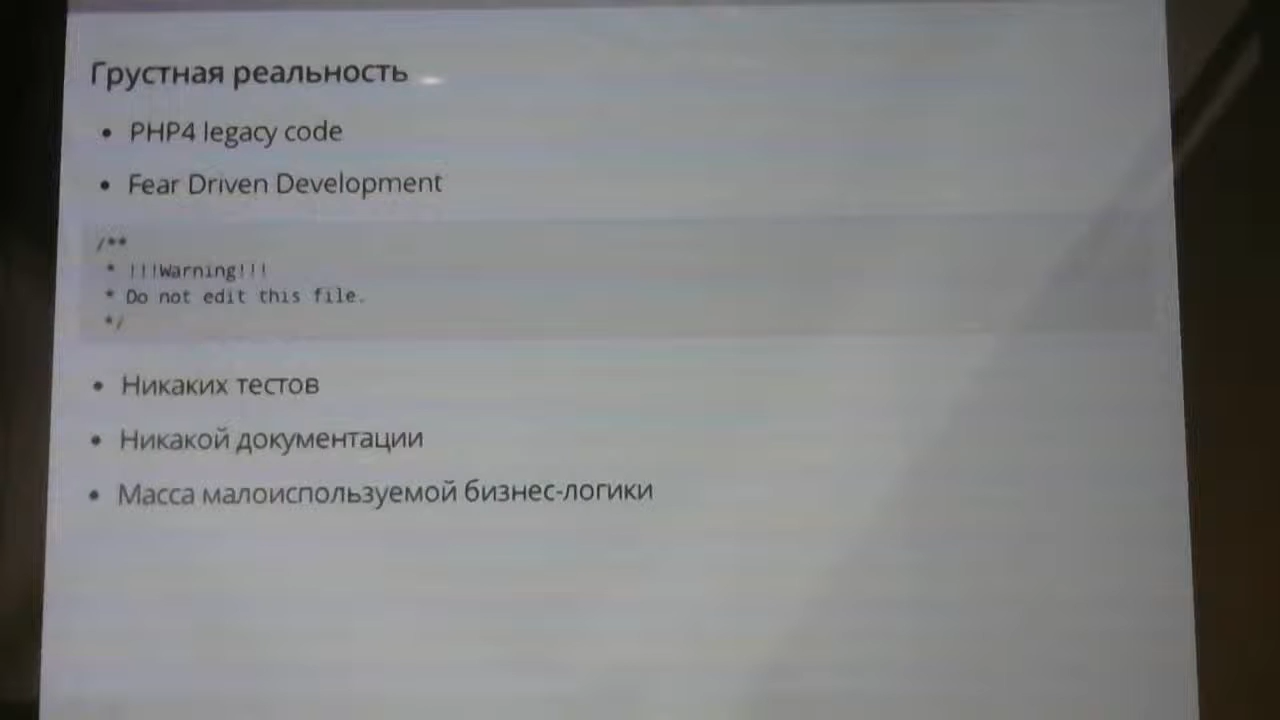 Грустная реальность
• PHP4 legacy code
• Fear Driven Development
/**
* !!!Warning!!!
* Do not edit this file.
*/
• Никаких тестов
• Никакой документации
• Масса малоиспользуемой бизнес-логики